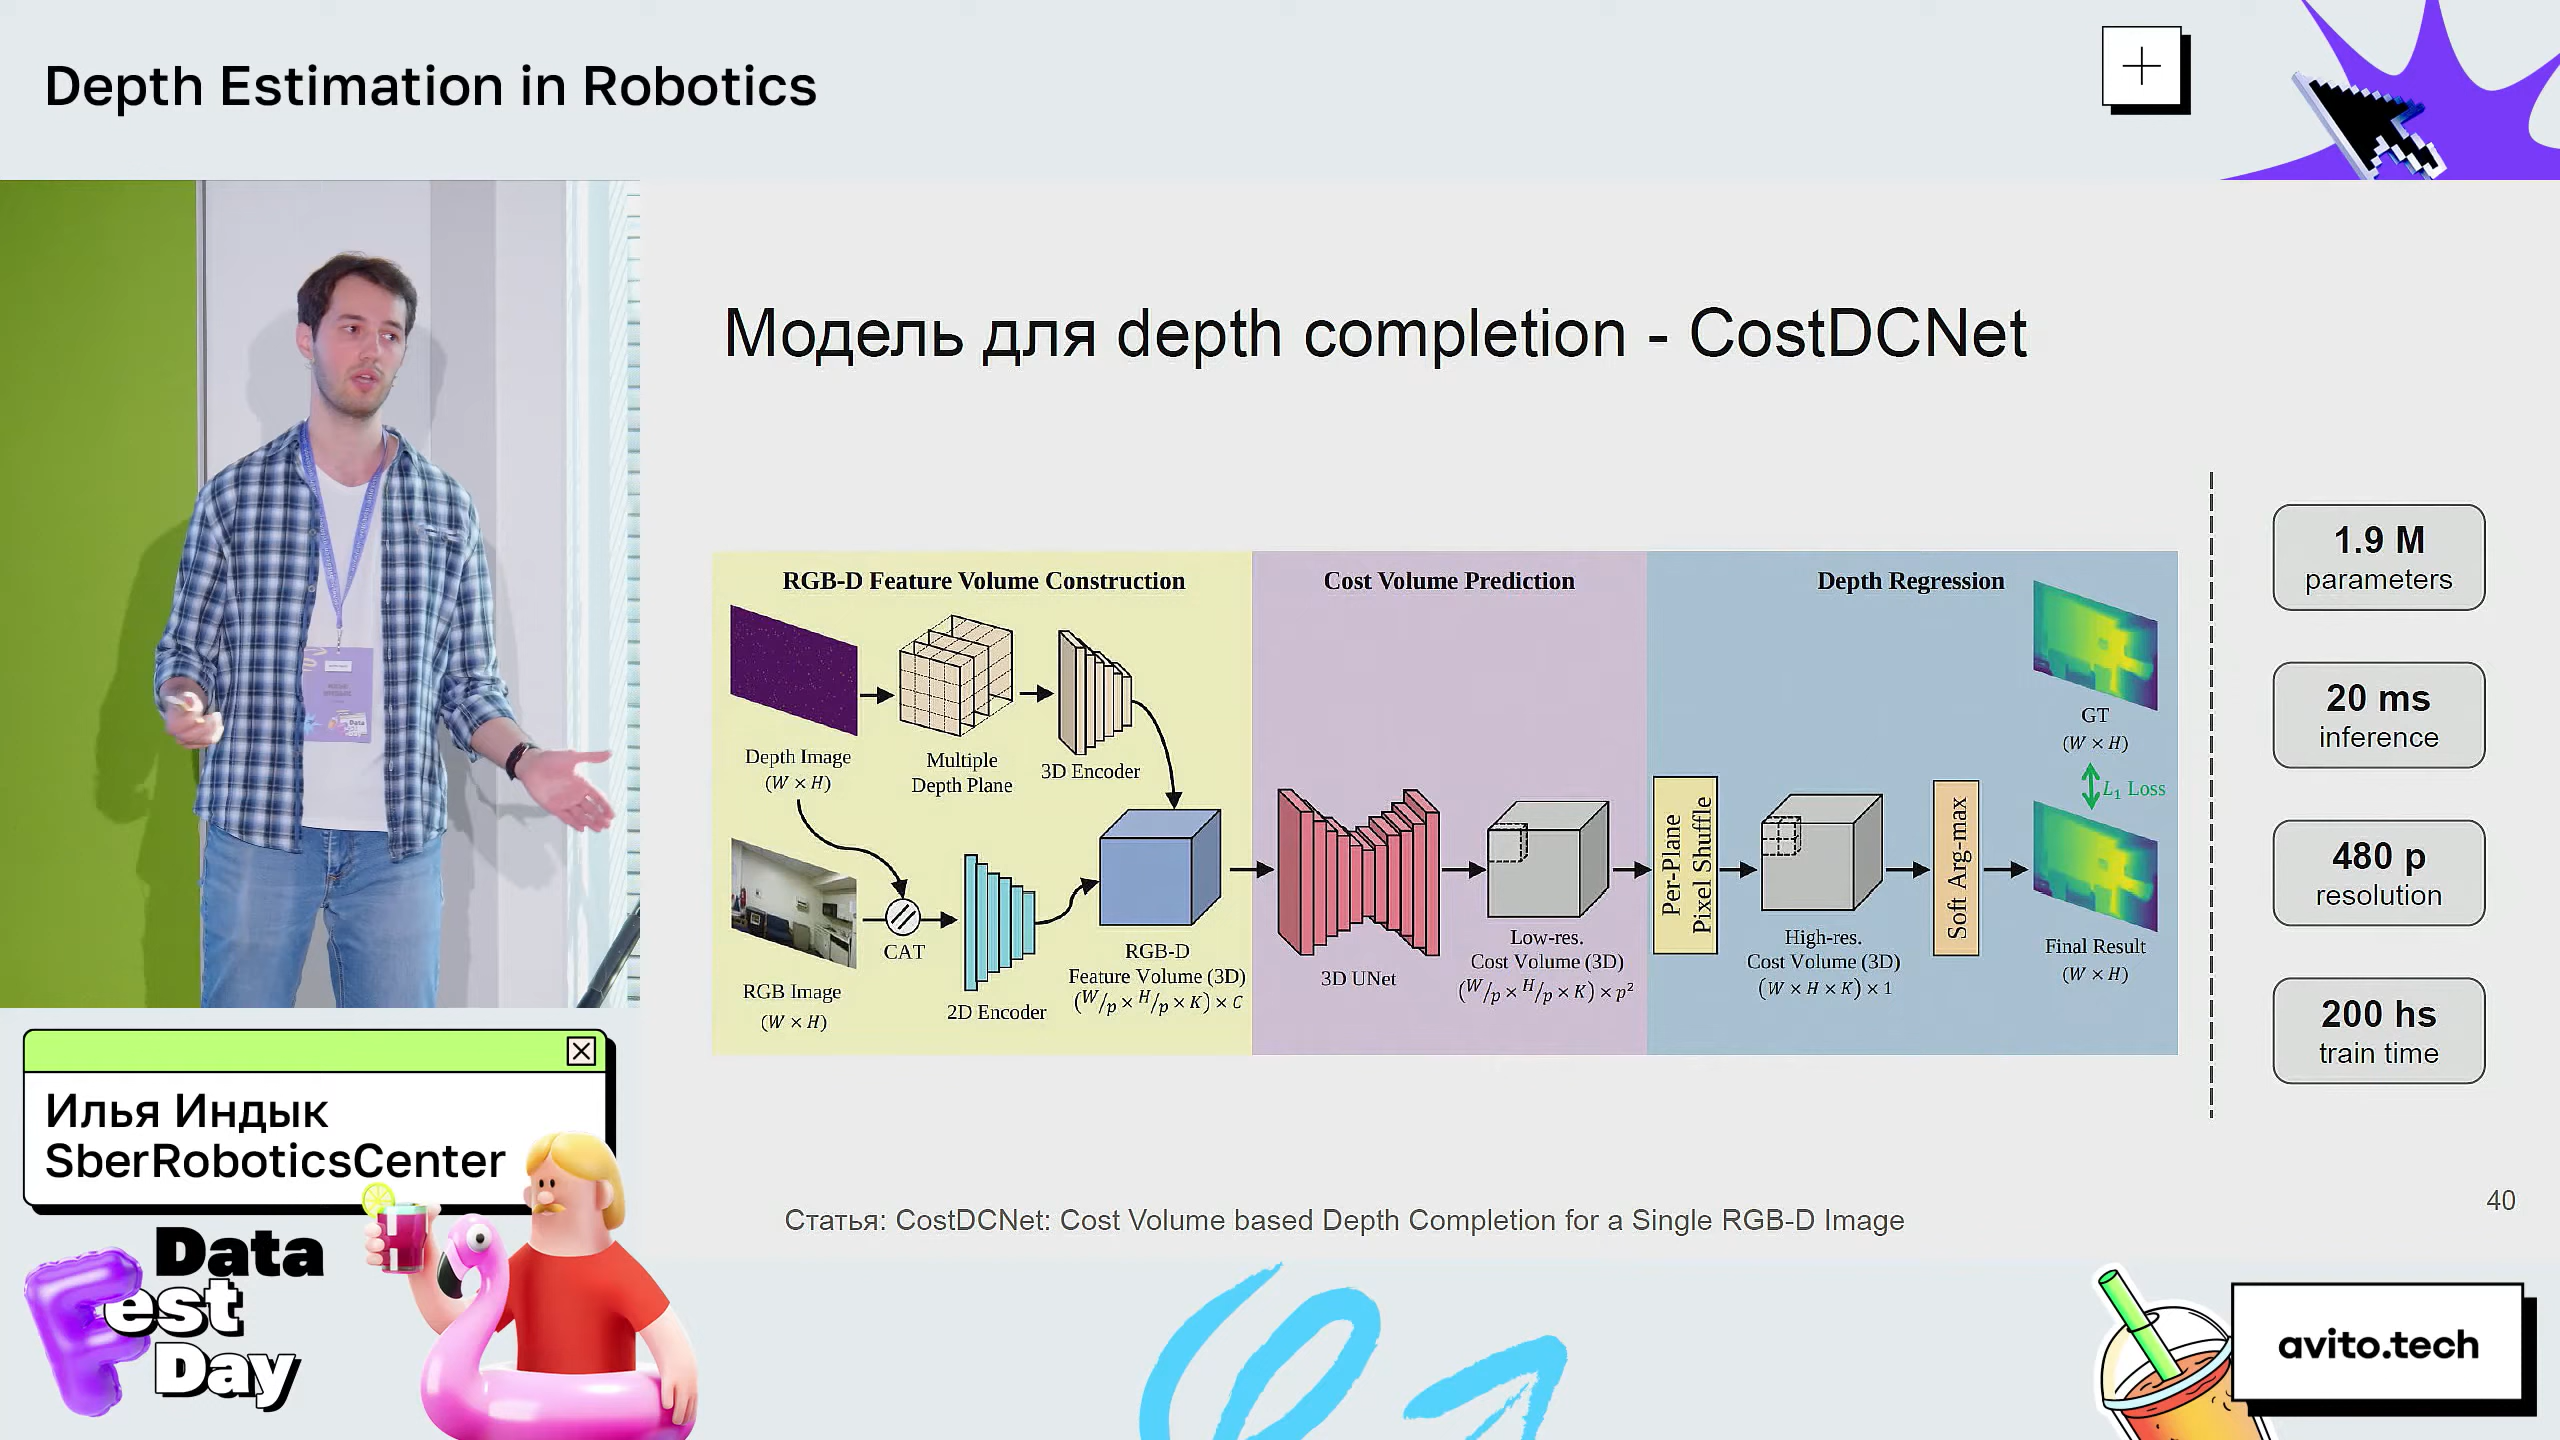 Depth Estimation in Robotics
Модель для depth completion - CostDCNet
RGB-D Feature Volume Construction
Depth Image
(W × H)
Multiple
Depth Plane
3D Encoder
RGB Image
(W × H)
CAT
2D Encoder
RGB-D
Feature Volume (3D)
(W/p × H/p × K) × C
Cost Volume Prediction
3D UNet
Low-res.
Cost Volume (3D)
(W/p × H/p × K) × p²
Depth Regression
Per-Plane
Pixel Shuffle
High-res.
Cost Volume (3D)
(W × H × K) × 1
Soft Arg-max
GT
(W × H)
L₁ Loss
Final Result
(W × H)
1.9 M
parameters
20 ms
inference
480 p
resolution
200 hs
train time
Статья: CostDCNet: Cost Volume based Depth Completion for a Single RGB-D Image
40
Илья Индык
SberRoboticsCenter
Data
Fest
Day
avito.tech